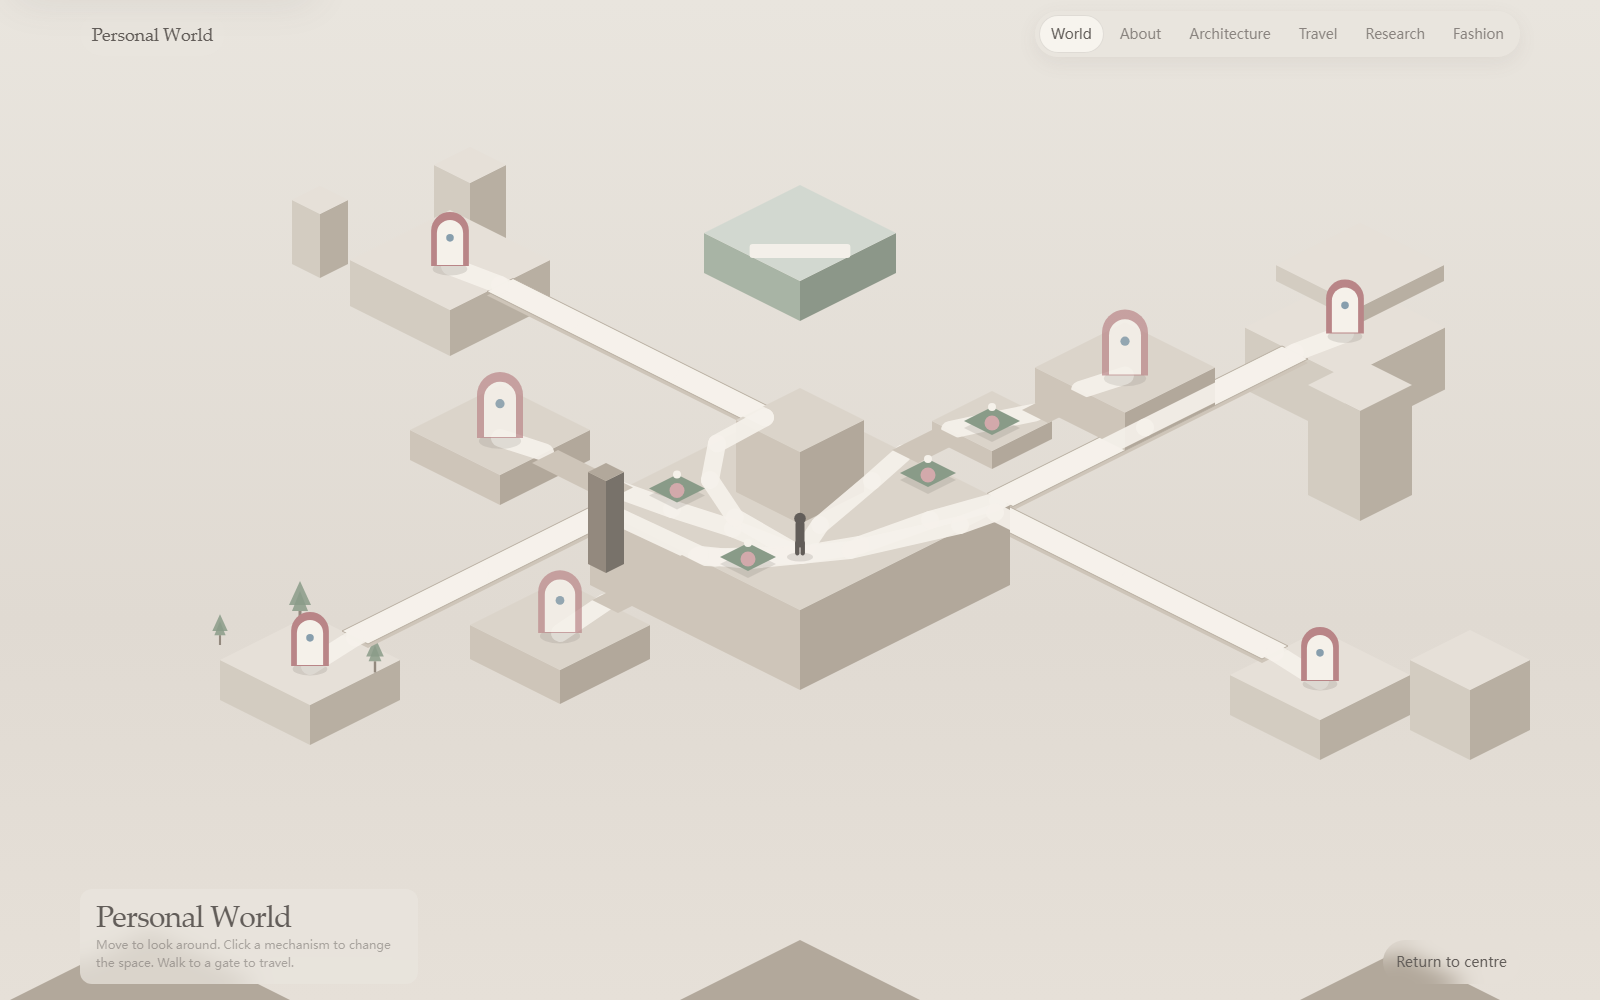 Personal World
World
About
Architecture
Travel
Research
Fashion
Personal World
Move to look around. Click a mechanism to change
the space. Walk to a gate to travel.
Return to centre